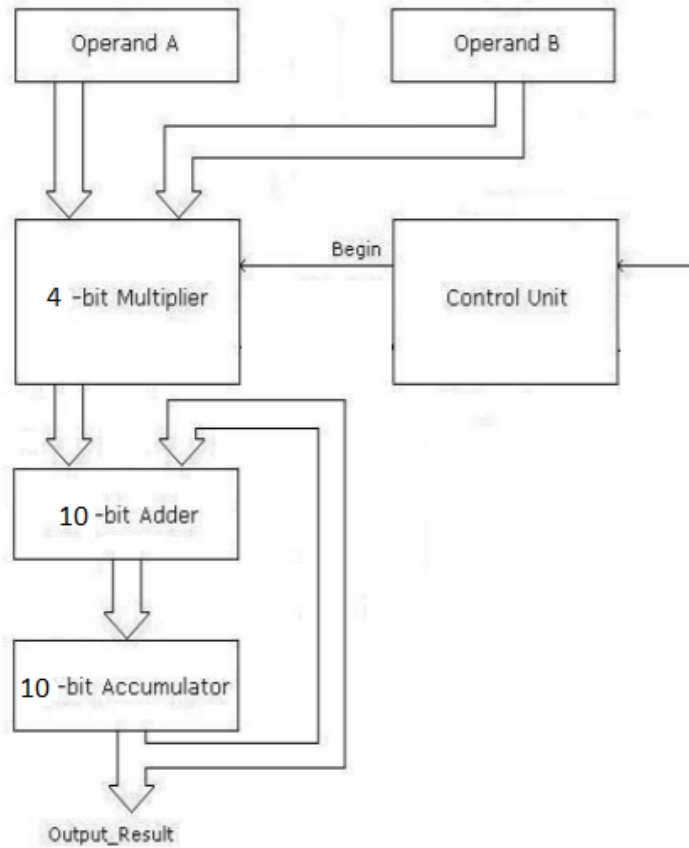 Operand A
Operand B
Begin
4 -bit Multiplier
Control Unit
10 -bit Adder
10 -bit Accumulator
Output_Result